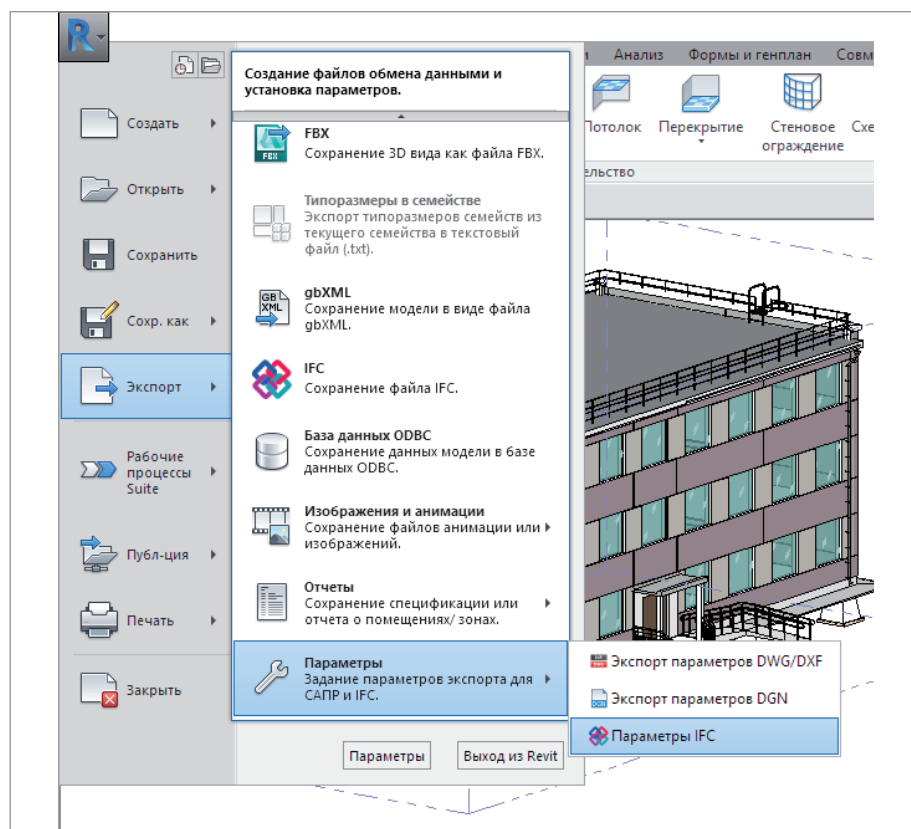 R
Анализ Формы и генплан
Потолок Перекрытие Стеновое ограждение
Создание файлов обмена данными и
установка параметров.
Создать
Открыть
Сохранить
Сохр. как
Экспорт
Рабочие
процессы
Suite
Публ-ция
Печать
Закрыть
FBX
FBX
Сохранение 3D вида как файла FBX.
Типоразмеры в семействе
Экспорт типоразмеров семейств из
текущего семейства в текстовый
файл (.txt).
GB
XML
gbXML
Сохранение модели в виде файла
gbXML.
IFC
Сохранение файла IFC.
База данных ODBC
Сохранение данных модели в базе
данных ODBC.
Изображения и анимации
Сохранение файлов анимации или
изображений.
Отчеты
Сохранение спецификации или
отчета о помещениях/ зонах.
Параметры
Задание параметров экспорта для
САПР и IFC.
Экспорт параметров DWG/DXF
DGN
Экспорт параметров DGN
Параметры IFC
Параметры
Выход из Revit